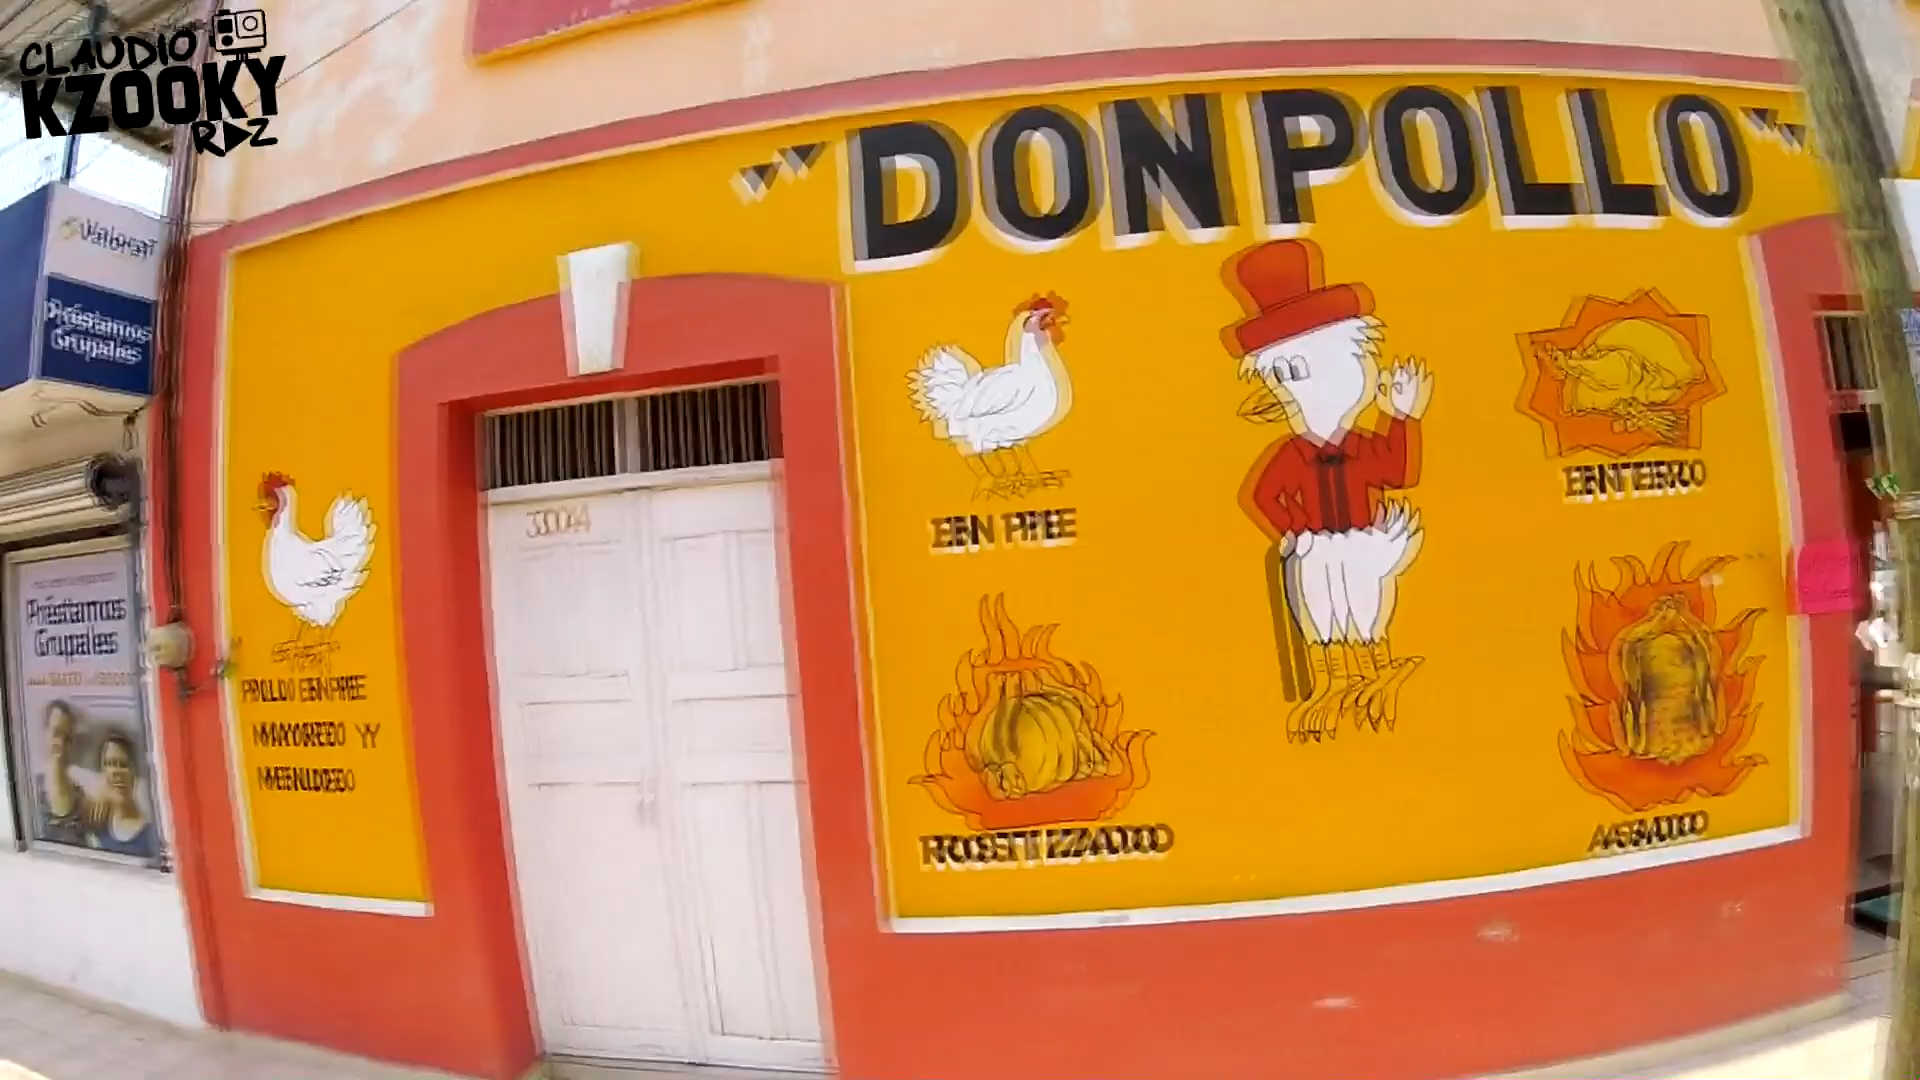 CLAUDIO
KZOOKY
RDZ
"DON POLLO"
Préstamos
Grupales
Préstamos
Grupales
EN PIE
ENTERO
POLLO EN PIE
MAYOREO Y
MENUDEO
ROSTIZADO
ASADO